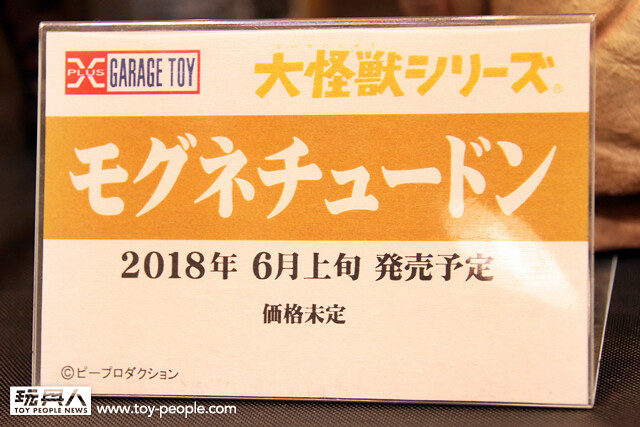 X PLUS GARAGE TOY
大怪獣シリーズ®
モグネチュードン
2018年 6月上旬 発売予定
価格未定
©ピープロダクション
玩具人
TOY PEOPLE NEWS
www.toy-people.com